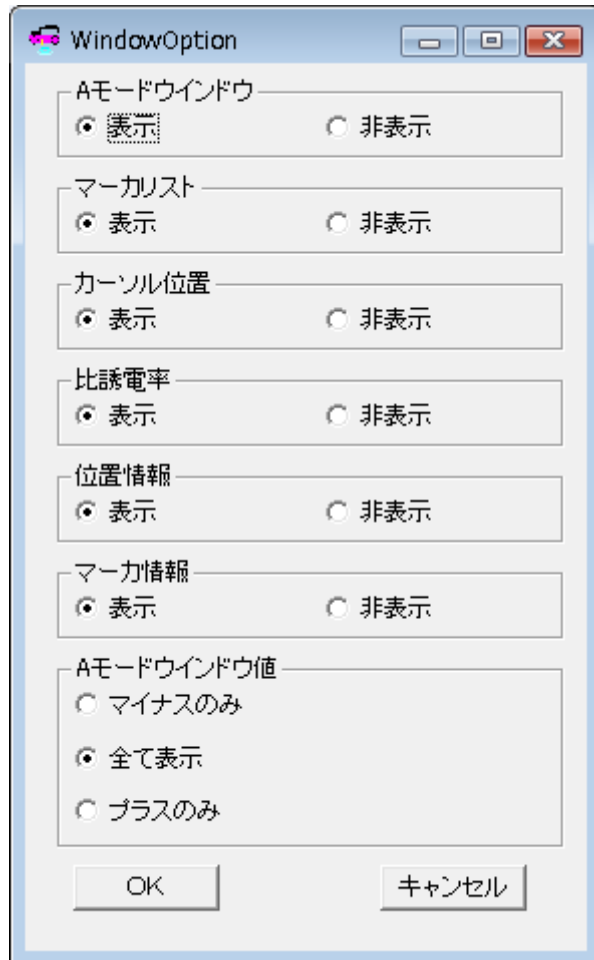 WindowOption
Aモードウインドウ
表示 非表示
マーカリスト
表示 非表示
カーソル位置
表示 非表示
比誘電率
表示 非表示
位置情報
表示 非表示
マーカ情報
表示 非表示
Aモードウインドウ値
マイナスのみ
全て表示
プラスのみ
OK キャンセル